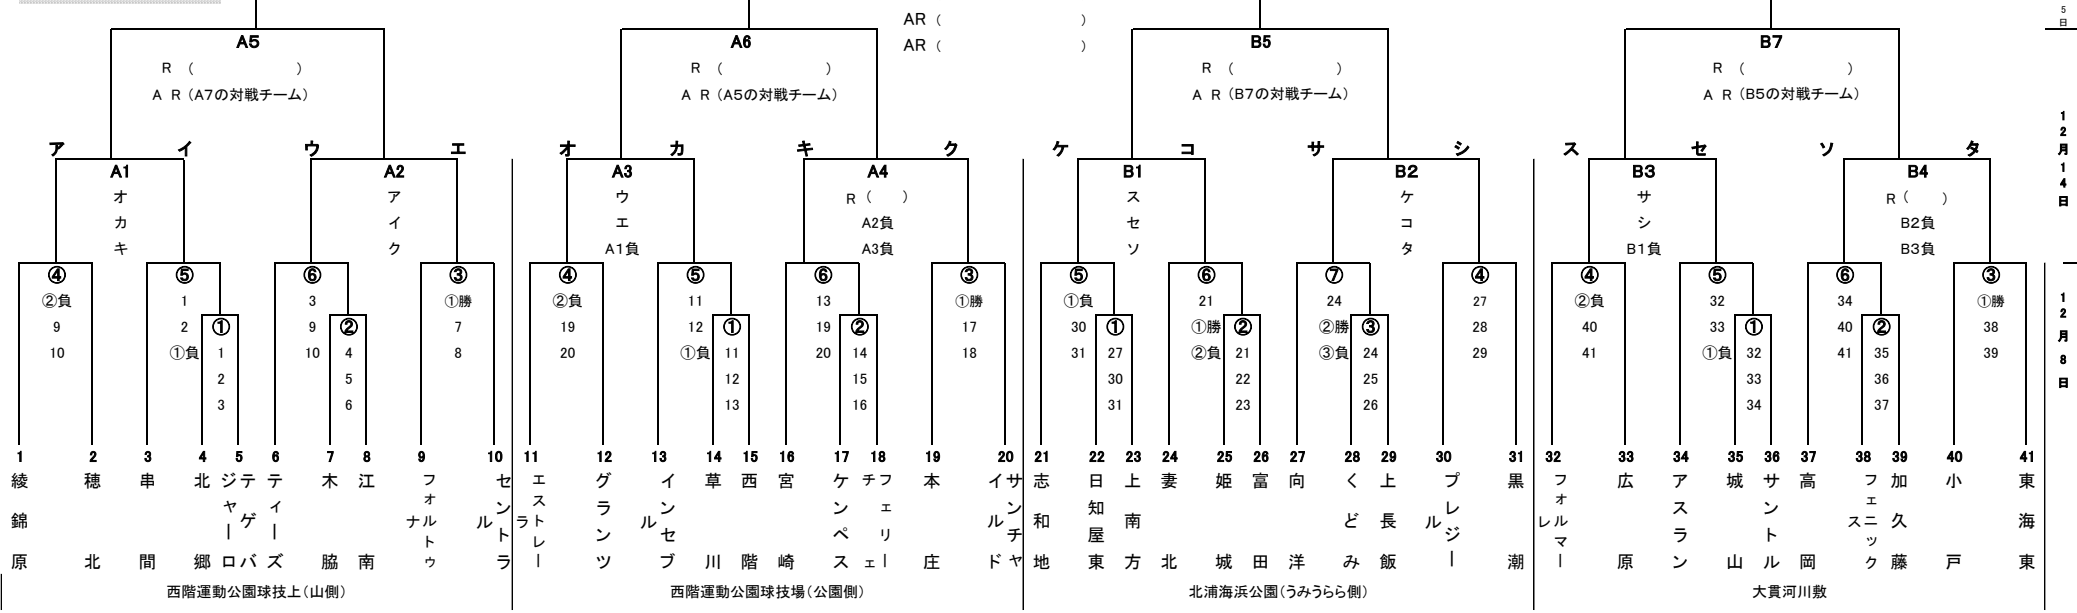 AR（　　　　　　　）
AR（　　　　　　　）
5日
A5 A6 B5 B7
R （　　　　　） R （　　　　　） R （　　　　　） R （　　　　　）
A R（A7の対戦チーム） A R（A5の対戦チーム） A R（B7の対戦チーム） A R（B5の対戦チーム）
12月14日
ア イ ウ エ オ カ キ ク ケ コ サ シ ス セ ソ タ
A1 A2 A3 A4 B1 B2 B3 B4
オ ア ウ R（　　） ス ケ サ R（　　）
カ イ エ A2負 セ コ シ B2負
キ ク A1負 A3負 ソ タ B1負 B3負
④ ⑤ ⑥ ③ ④ ⑤ ⑥ ③ ⑤ ⑥ ⑦ ④ ④ ⑤ ⑥ ③
②負 1 3 ①勝 ②負 11 13 ①勝 ①負 21 24 27 ②負 32 34 ①勝
9 2 ① 9 ② 7 19 12 ① 19 ② 17 30 ① ①勝 ② ②勝 ③ 28 40 33 ① 40 ② 38
10 ①負 1 10 4 8 20 ①負 11 20 14 18 31 27 ②負 21 ③負 24 29 41 ①負 32 41 35 39
2 5 12 15 30 22 25 33 36
3 6 13 16 31 23 26 34 37
12月8日
1 2 3 4 5 6 7 8 9 10 11 12 13 14 15 16 17 18 19 20 21 22 23 24 25 26 27 28 29 30 31 32 33 34 35 36 37 38 39 40 41
綾錦原
穂北
串間
北郷
テゲバジャーロ
ティーズ
木脇
江南
フォルトゥナ
セントラル
エストレーラ
グランツ
インセブル
草川
西階
宮崎
ケンペス
フェリーチェ
本庄
サンチャイルド
志和地
日知屋東
上南方
妻北
姫城
富田
向洋
くどみ
上長飯
プレジール
黒潮
フォルマーレ
広原
アスラン
城山
サントル
高岡
フェニックス
加久藤
小戸
東海東
西階運動公園球技上（山側） 西階運動公園球技場（公園側） 北浦海浜公園（うみうらら側） 大貫河川敷